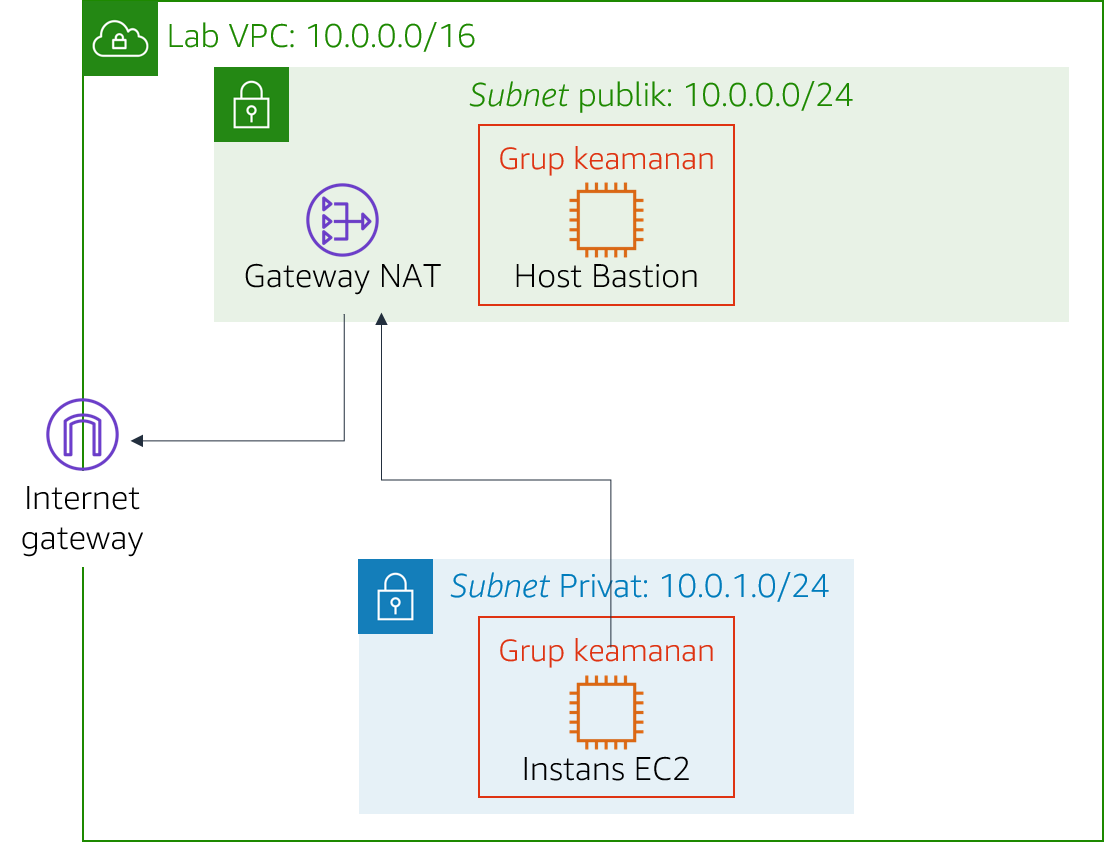 Lab VPC: 10.0.0.0/16
Subnet publik: 10.0.0.0/24
Grup keamanan
Gateway NAT
Host Bastion
Internet
gateway
Subnet Privat: 10.0.1.0/24
Grup keamanan
Instans EC2